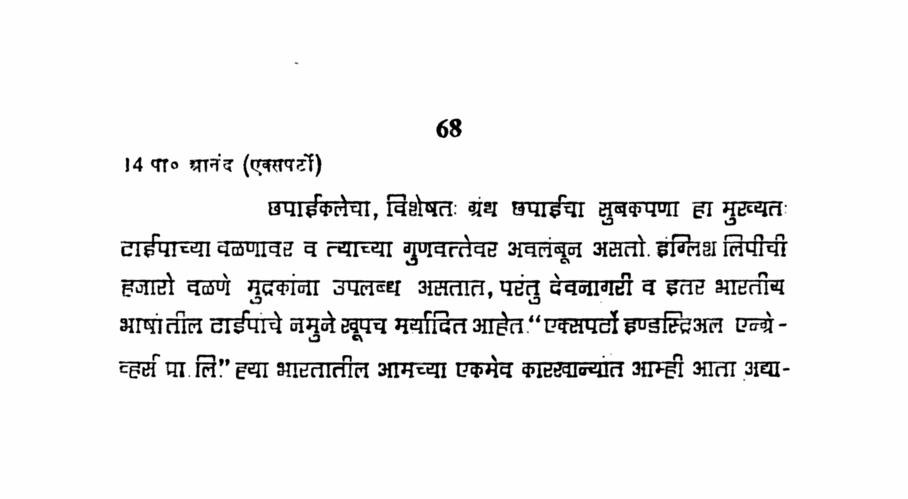 68
14 पा० आनंद (एक्सपर्टो)
छपाईकलेचा, विशेषतः ग्रंथ छपाईचा सुबकपणा हा मुख्यतः
टाईपाच्या वळणावर व त्याच्या गुणवत्तेवर अवलंबून असतो. इंग्लिश लिपीची
हजारो वळणे मुद्रकांना उपलब्ध असतात, परंतु देवनागरी व इतर भारतीय
भाषांतील टाईपांचे नमुने खूपच मर्यादित आहेत. “एक्सपर्टो इण्डस्ट्रिअल एन्ग्रे-
व्हर्स प्रा. लि.” ह्या भारतातील आमच्या एकमेव कारखान्यांत आम्ही आता अद्या-